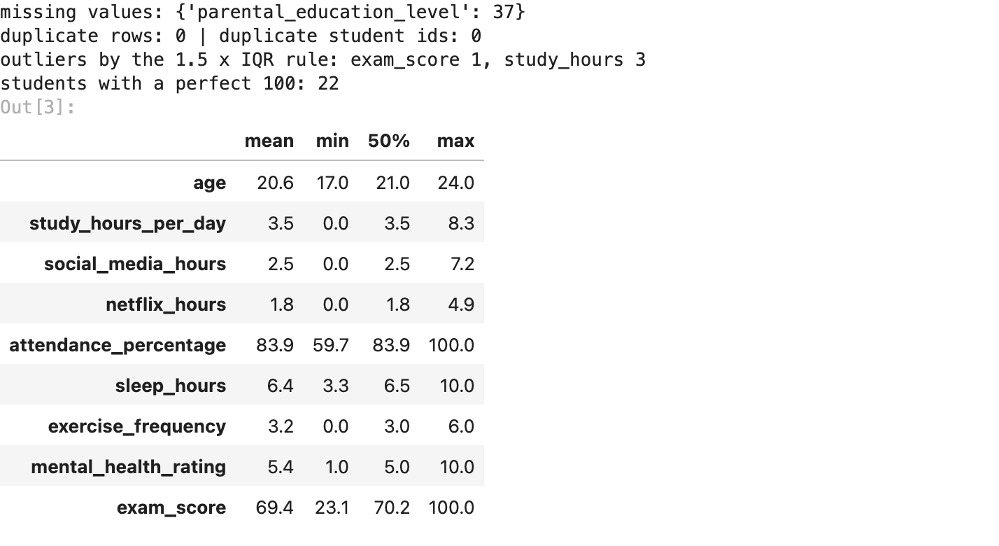 missing values: {'parental_education_level': 37}
duplicate rows: 0 | duplicate student ids: 0
outliers by the 1.5 x IQR rule: exam_score 1, study_hours 3
students with a perfect 100: 22
Out[3]:
mean min 50% max
age 20.6 17.0 21.0 24.0
study_hours_per_day 3.5 0.0 3.5 8.3
social_media_hours 2.5 0.0 2.5 7.2
netflix_hours 1.8 0.0 1.8 4.9
attendance_percentage 83.9 59.7 83.9 100.0
sleep_hours 6.4 3.3 6.5 10.0
exercise_frequency 3.2 0.0 3.0 6.0
mental_health_rating 5.4 1.0 5.0 10.0
exam_score 69.4 23.1 70.2 100.0